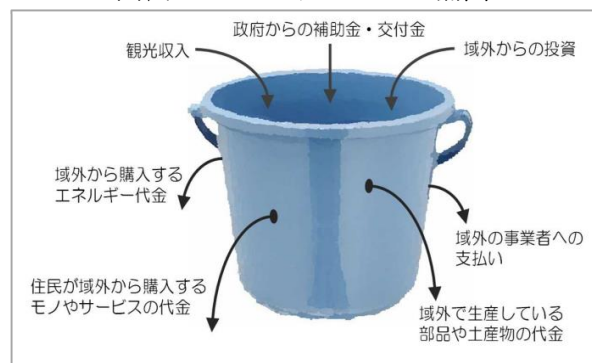 政府からの補助金・交付金
観光収入
域外からの投資
域外から購入する
エネルギー代金
域外の事業者への
支払い
住民が域外から購入する
モノやサービスの代金
域外で生産している
部品や土産物の代金